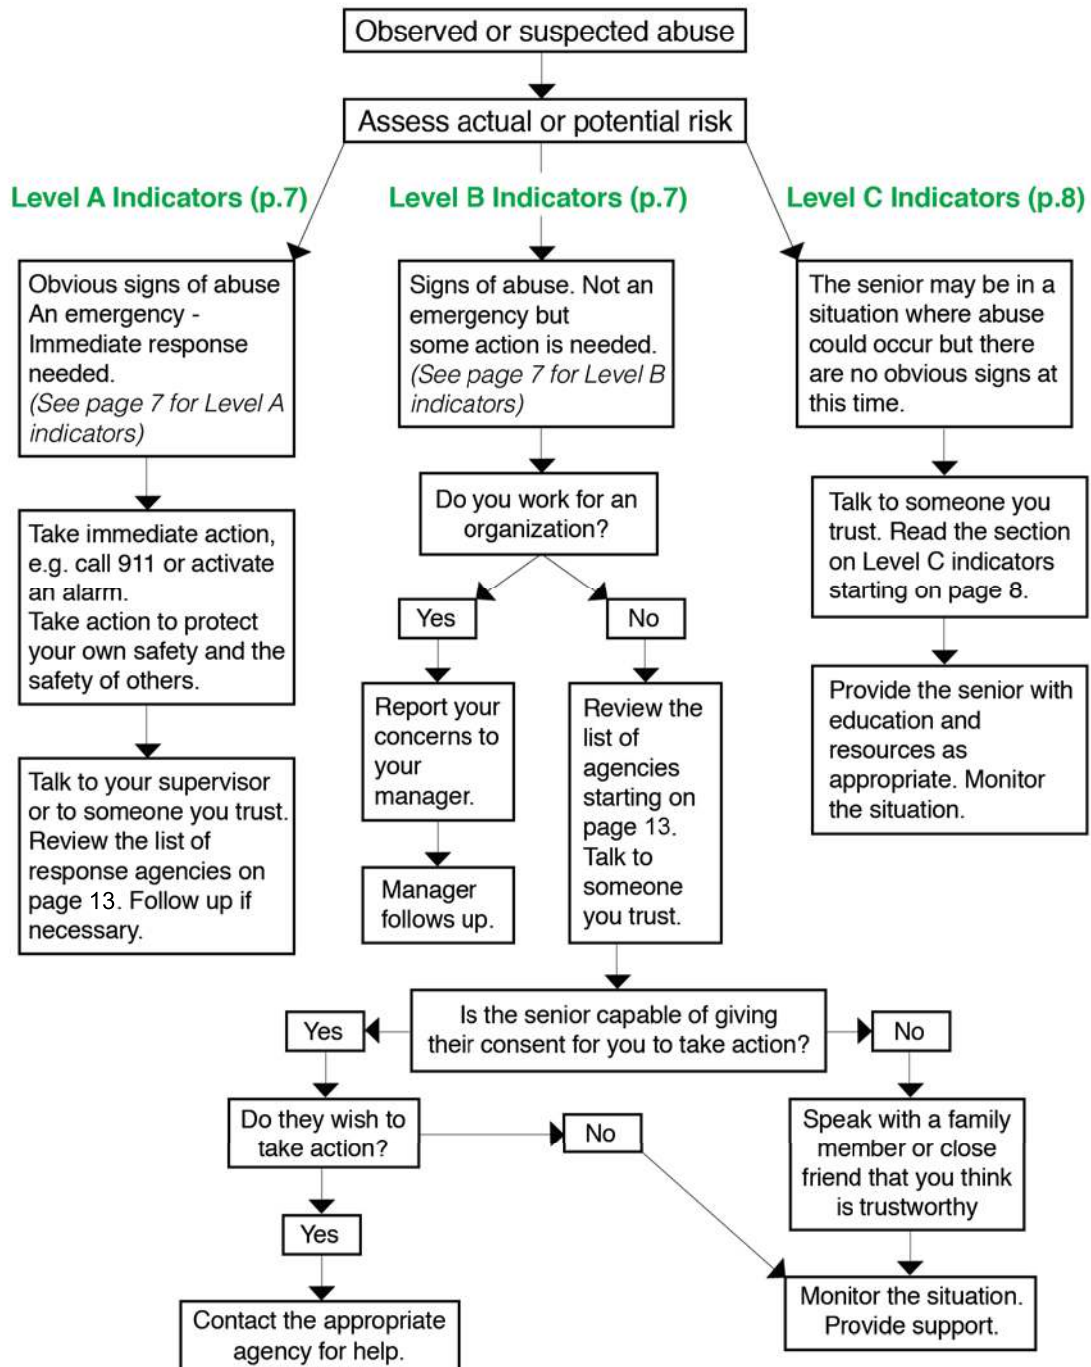 Observed or suspected abuse
Assess actual or potential risk
Level A Indicators (p.7)
Level B Indicators (p.7)
Level C Indicators (p.8)
Obvious signs of abuse
An emergency -
Immediate response
needed.
(See page 7 for Level A
indicators)
Signs of abuse. Not an
emergency but
some action is needed.
(See page 7 for Level B
indicators)
The senior may be in a
situation where abuse
could occur but there
are no obvious signs at
this time.
Take immediate action,
e.g. call 911 or activate
an alarm.
Take action to protect
your own safety and the
safety of others.
Do you work for an
organization?
Talk to someone you
trust. Read the section
on Level C indicators
starting on page 8.
Yes
No
Talk to your supervisor
or to someone you trust.
Review the list of
response agencies on
page 13. Follow up if
necessary.
Report your
concerns to
your
manager.
Manager
follows up.
Review the
list of
agencies
starting on
page 13.
Talk to
someone
you trust.
Provide the senior with
education and
resources as
appropriate. Monitor
the situation.
Is the senior capable of giving
their consent for you to take action?
Yes
No
Do they wish to
take action?
No
Speak with a family
member or close
friend that you think
is trustworthy
Yes
Contact the appropriate
agency for help.
Monitor the situation.
Provide support.